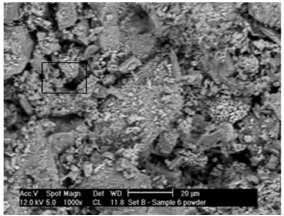 Acc.V Spot Magn Det WD 20 µm
12.0 kV 5.0 1000x CL 11.8 Set B - Sample 6 powder